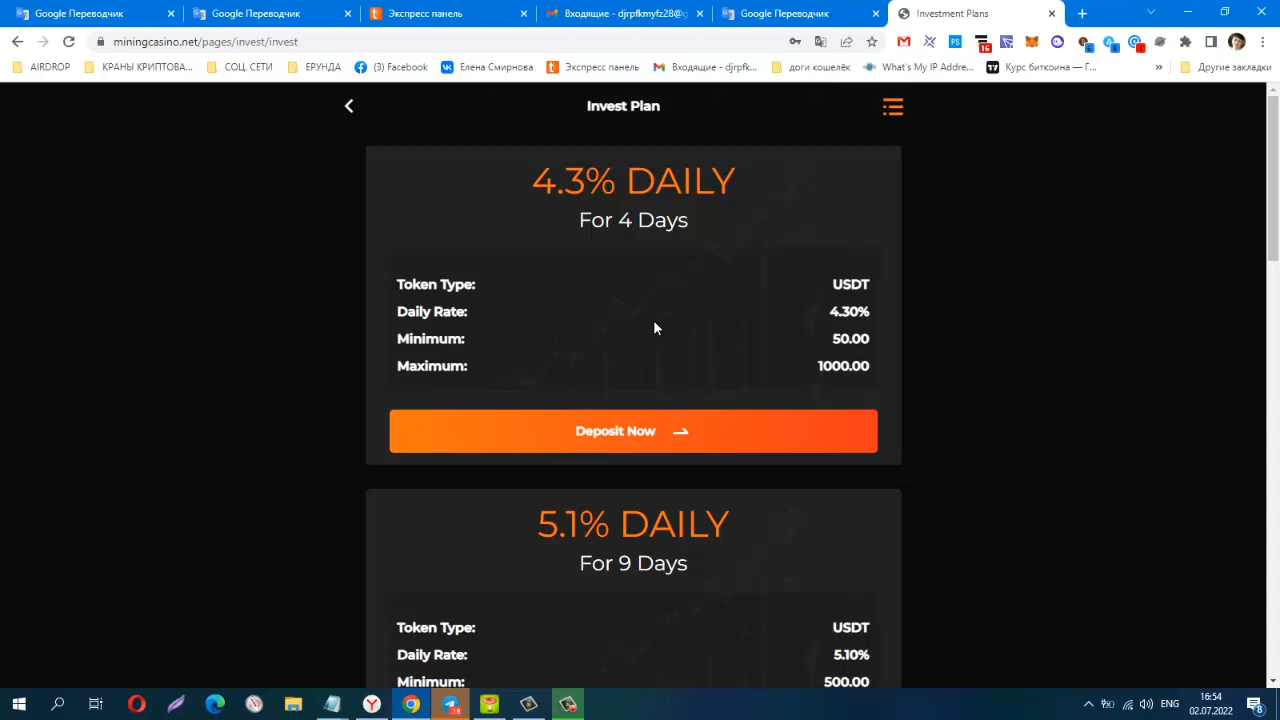 Google Переводчик
Google Переводчик
Экспресс панель
Входящие - djrpfkmyfz28@g
Google Переводчик
Investment Plans
miningcasino.net/pages/invest/invest
AIRDROP
КРАНЫ КРИПТОВА...
СОЦ. СЕТИ
ЕРУНДА
(3) Facebook
Елена Смирнова
Экспресс панель
Входящие - djrpfk...
доги кошелёк
What's My IP Addre...
Курс биткоина — Г...
»
Другие закладки
Invest Plan
4.3% DAILY
For 4 Days
Token Type:
USDT
Daily Rate:
4.30%
Minimum:
50.00
Maximum:
1000.00
Deposit Now
5.1% DAILY
For 9 Days
Token Type:
USDT
Daily Rate:
5.10%
Minimum:
500.00
ENG
16:54
02.07.2022